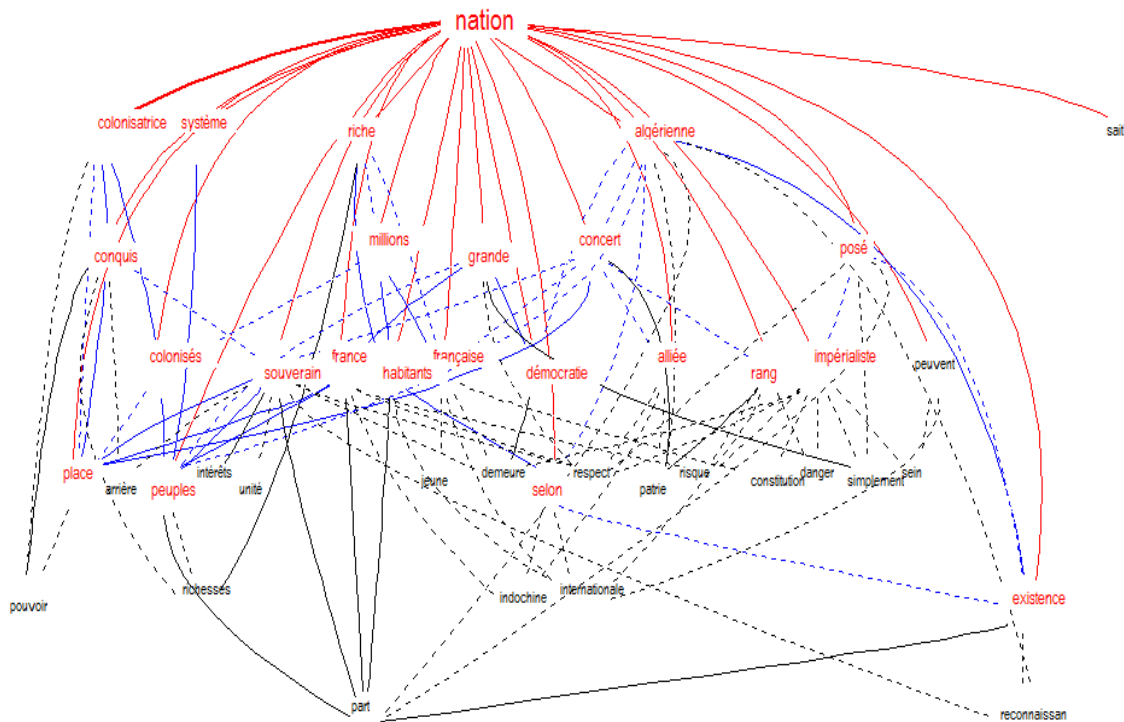 nation
colonisatrice
système
riche
algérienne
sait
conquis
millions
grande
concert
posé
colonisés
souverain
france
habitants
française
démocratie
alliée
rang
impérialiste
peuvent
place
arrière
peuples
intérêts
unité
jeune
demeure
selon
respect
patrie
risque
constitution
danger
simplement
sein
pouvoir
richesses
indochine
internationale
existence
part
reconnaissan